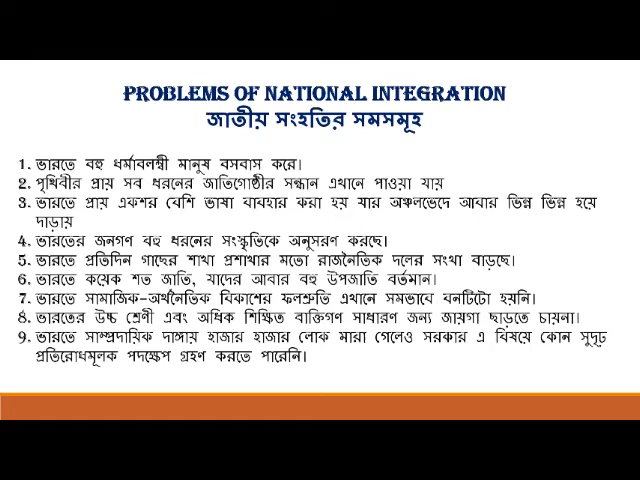 PROBLEMS OF NATIONAL INTEGRATION
জাতীয় সংহতির সমসমূহ
1. ভারতে বহু ধর্মাবলম্বী মানুষ বসবাস করে।
2. পৃথিবীর প্রায় সব ধরনের জাতিগোষ্ঠীর সন্ধান এখানে পাওয়া যায়
3. ভারতে প্রায় একশর বেশি ভাষা ব্যবহার করা হয় যার অঞ্চলভেদে আবার ভিন্ন ভিন্ন হয়ে
দাড়ায়
4. ভারতের জনগণ বহু ধরনের সংস্কৃতিকে অনুসরণ করছে।
5. ভারতে প্রতিদিন গাছের শাখা প্রশাখার মতো রাজনৈতিক দলের সংখ্যা বাড়ছে।
6. ভারতে কয়েক শত জাতি, যাদের আবার বহু উপজাতি বর্তমান।
7. ভারতে সামাজিক-অর্থনৈতিক বিকাশের ফলশ্রুতি এখানে সমভাবে বনটিটো হয়নি।
8. ভারতের উচ্চ শ্রেণী এবং অধিক শিক্ষিত ব্যক্তিগণ সাধারণ জন্য জায়গা ছাড়তে চায়না।
9. ভারতে সাম্প্রদায়িক দাঙ্গায় হাজার হাজার লোক মারা গেলেও সরকার এ বিষয়ে কোন সুদৃঢ়
প্রতিরোধমূলক পদক্ষেপ গ্রহণ করতে পারেনি।